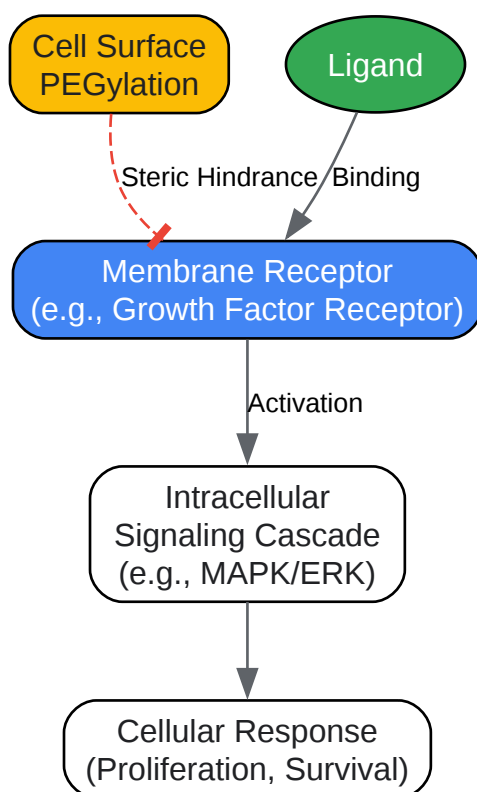 Cell Surface
PEGylation
Ligand
Steric Hindrance
Binding
Membrane Receptor
(e.g., Growth Factor Receptor)
Activation
Intracellular
Signaling Cascade
(e.g., MAPK/ERK)
Cellular Response
(Proliferation, Survival)